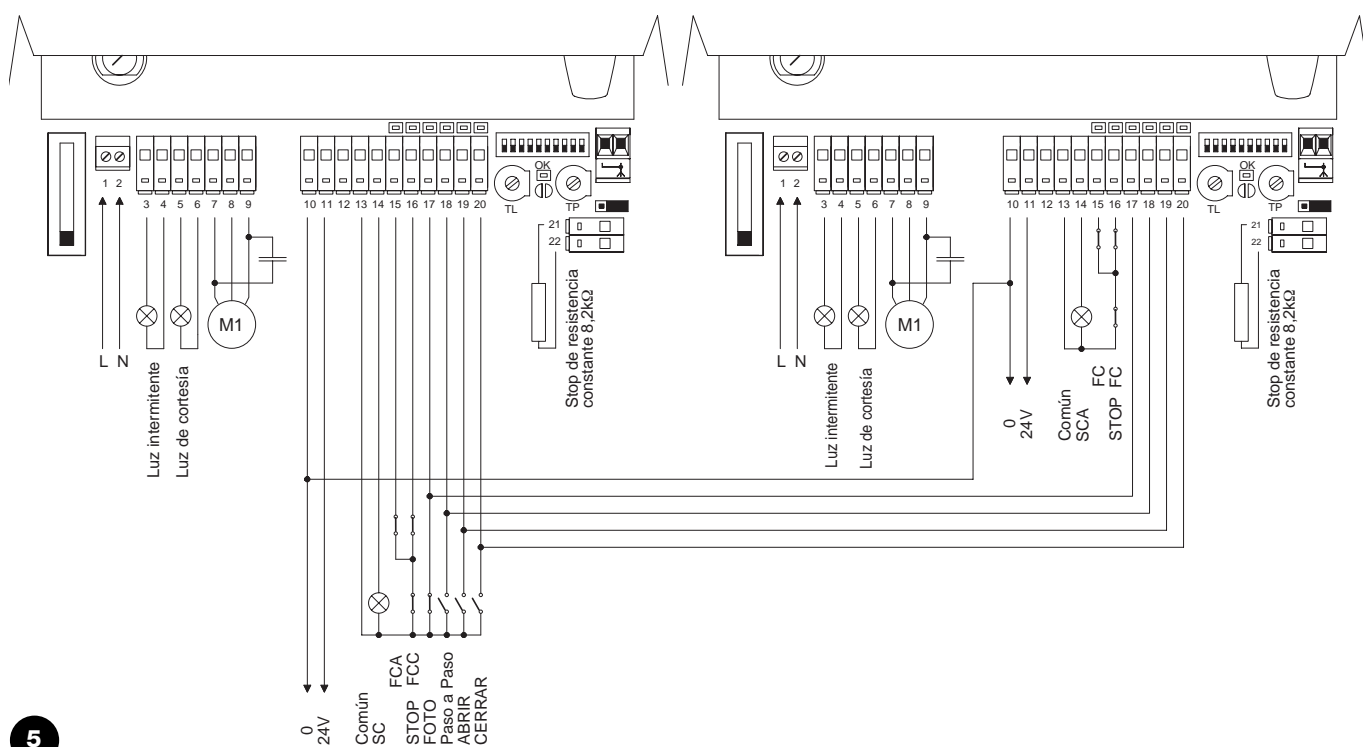 OK
1 2
3 4 5 6 7 8 9
10 11 12 13 14 15 16 17 18 19 20
TL
TP
21
22
L N
M1
Luz intermitente
Luz de cortesía
Stop de resistencia
constante 8,2kΩ
0
24V
Común
SC
FCA
STOP FCC
FOTO
Paso a Paso
ABRIR
CERRAR
OK
1 2
3 4 5 6 7 8 9
10 11 12 13 14 15 16 17 18 19 20
TL
TP
21
22
L N
M1
Luz intermitente
Luz de cortesía
0
24V
Común
SCA
FC
STOP FC
Stop de resistencia
constante 8,2kΩ
5